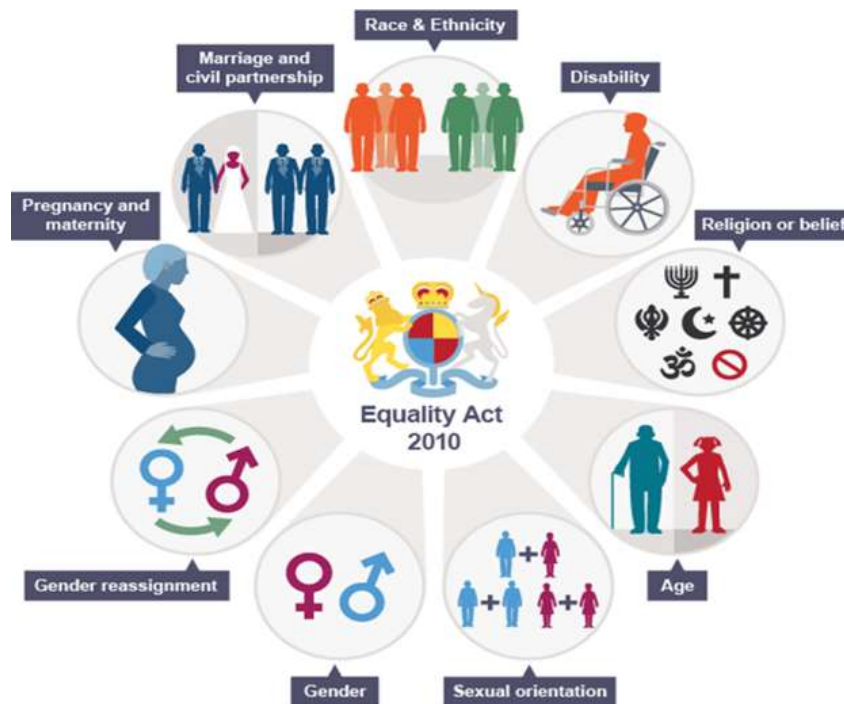 Race & Ethnicity
Marriage and
civil partnership
Disability
Pregnancy and
maternity
Religion or belief
Equality Act
2010
Gender reassignment
Age
Gender
Sexual orientation